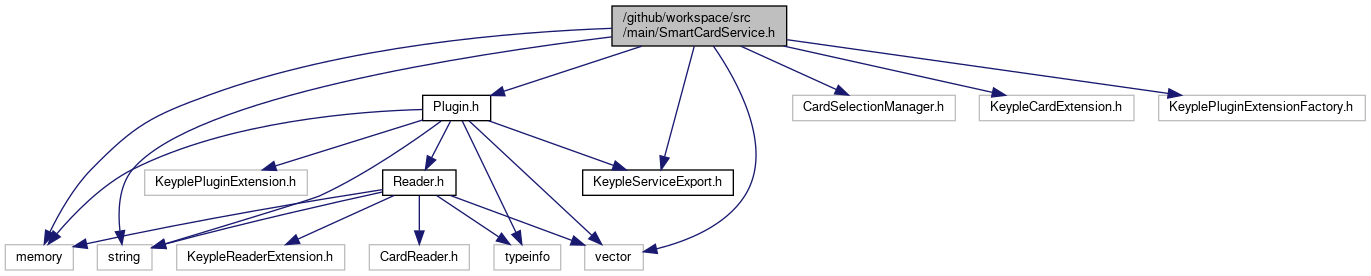 /github/workspace/src
/main/SmartCardService.h
Plugin.h
CardSelectionManager.h
KeypleCardExtension.h
KeyplePluginExtensionFactory.h
KeyplePluginExtension.h
Reader.h
KeypleServiceExport.h
memory
string
KeypleReaderExtension.h
CardReader.h
typeinfo
vector